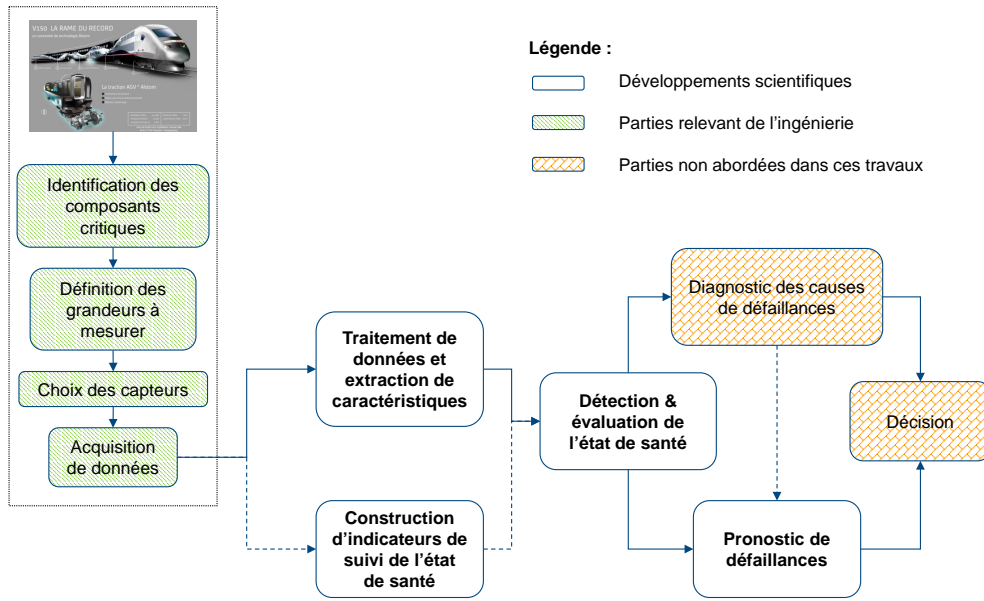 V150 LA RAME DU RECORD
La traction AGV
Identification des
composants
critiques
Définition des
grandeurs à
mesurer
Choix des capteurs
Acquisition
de données
Légende :
Développements scientifiques
Parties relevant de l'ingénierie
Parties non abordées dans ces travaux
Traitement de
données et
extraction de
caractéristiques
Construction
d'indicateurs de
suivi de l'état
de santé
Détection &
évaluation de
l'état de santé
Diagnostic des causes
de défaillances
Pronostic de
défaillances
Décision